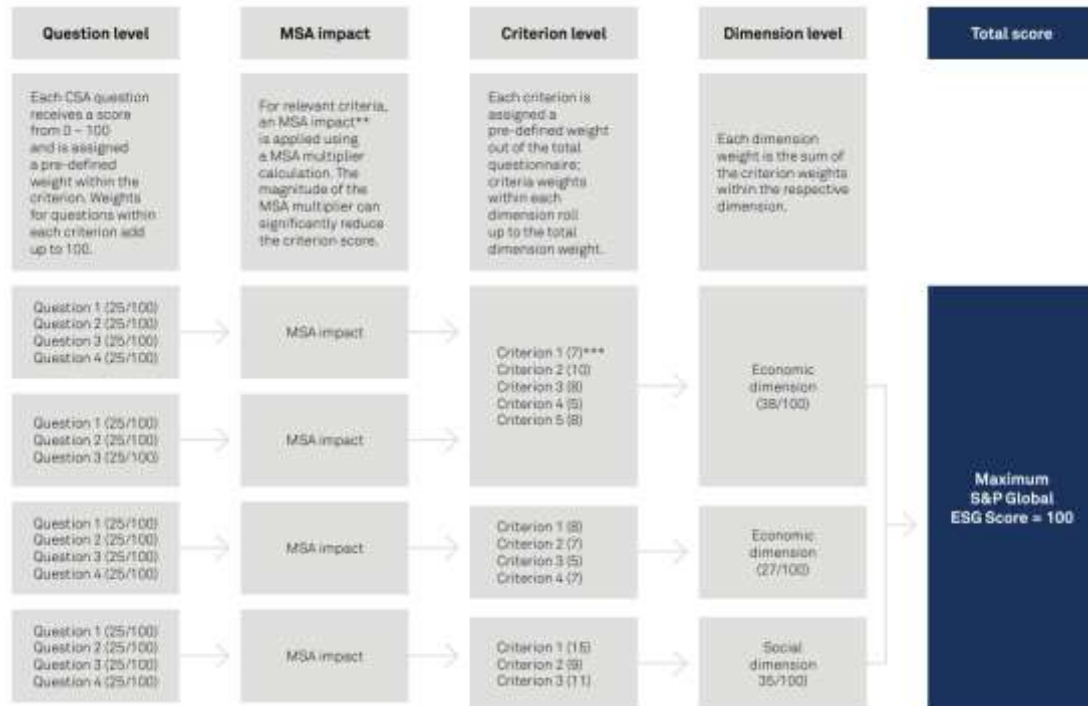 Question level
MSA impact
Criterion level
Dimension level
Total score
Each CSA question
receives a score
from 0 – 100
and is assigned
a pre-defined
weight within the
criterion. Weights
for questions within
each criterion add
up to 100.
For relevant criteria,
an MSA impact**
is applied using
a MSA multiplier
calculation. The
magnitude of the
MSA multiplier can
significantly reduce
the criterion score.
Each criterion is
assigned a
pre-defined weight
out of the total
questionnaire;
criteria weights
within each
dimension roll
up to the total
dimension weight.
Each dimension
weight is the sum of
the criterion weights
within the respective
dimension.
Question 1 (25/100)
Question 2 (25/100)
Question 3 (25/100)
Question 4 (25/100)
MSA impact
Criterion 1 (7)***
Criterion 2 (10)
Criterion 3 (8)
Criterion 4 (5)
Criterion 5 (8)
Economic
dimension
(38/100)
Question 1 (25/100)
Question 2 (25/100)
Question 3 (25/100)
MSA impact
Maximum
S&P Global
ESG Score = 100
Question 1 (25/100)
Question 2 (25/100)
Question 3 (25/100)
Question 4 (25/100)
MSA impact
Criterion 1 (8)
Criterion 2 (7)
Criterion 3 (5)
Criterion 4 (7)
Economic
dimension
(27/100)
Question 1 (25/100)
Question 2 (25/100)
Question 3 (25/100)
Question 4 (25/100)
MSA impact
Criterion 1 (15)
Criterion 2 (9)
Criterion 3 (11)
Social
dimension
35/100)